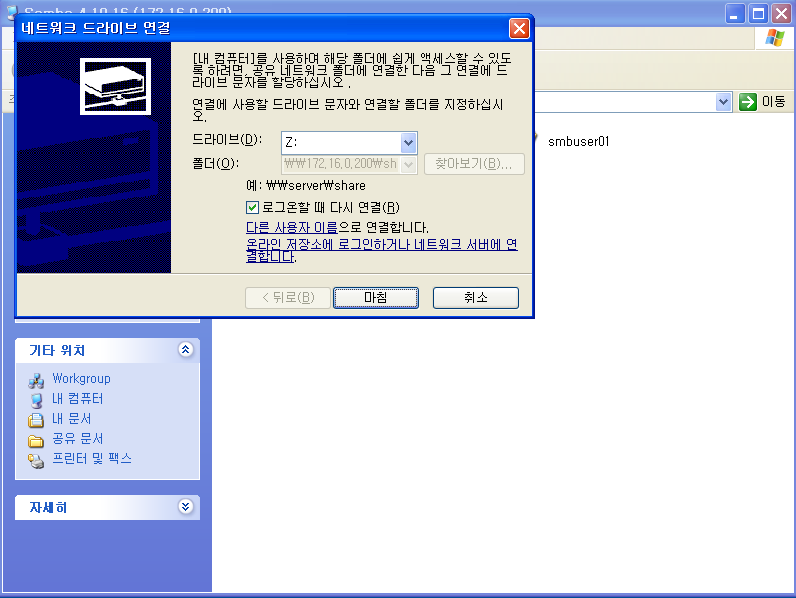 네트워크 드라이브 연결
[내 컴퓨터]를 사용하여 해당 폴더에 쉽게 액세스할 수 있도
록 하려면, 공유 네트워크 폴더에 연결한 다음 그 연결에 드
라이브 문자를 할당하십시오 .
연결에 사용할 드라이브 문자와 연결할 폴더를 지정하십시
오.
드라이브(D): Z:
폴더(O): ₩₩172.16.0.200₩sh 찾아보기(B)...
예: ₩₩server₩share
로그온할 때 다시 연결(R)
다른 사용자 이름으로 연결합니다.
온라인 저장소에 로그인하거나 네트워크 서버에 연
결합니다.
< 뒤로(B) 마침 취소
이동
smbuser01
기타 위치
Workgroup
내 컴퓨터
내 문서
공유 문서
프린터 및 팩스
자세히